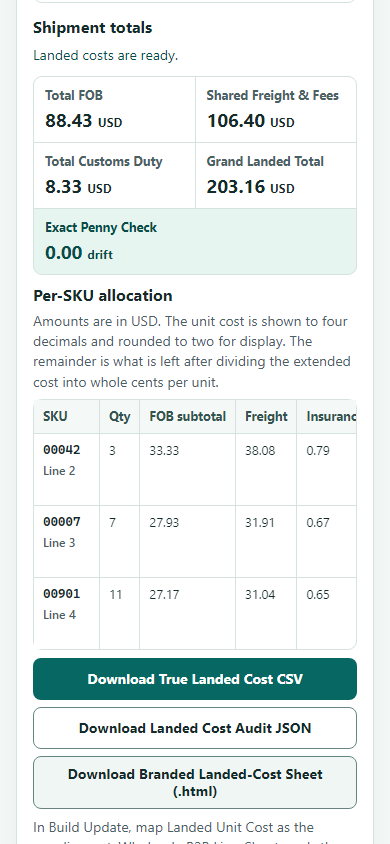 Shipment totals
Landed costs are ready.
Total FOB
88.43 USD
Shared Freight & Fees
106.40 USD
Total Customs Duty
8.33 USD
Grand Landed Total
203.16 USD
Exact Penny Check
0.00 drift
Per-SKU allocation
Amounts are in USD. The unit cost is shown to four
decimals and rounded to two for display. The
remainder is what is left after dividing the extended
cost into whole cents per unit.
SKU Qty FOB subtotal Freight Insuranc
00042 3 33.33 38.08 0.79
Line 2
00007 7 27.93 31.91 0.67
Line 3
00901 11 27.17 31.04 0.65
Line 4
Download True Landed Cost CSV
Download Landed Cost Audit JSON
Download Branded Landed-Cost Sheet
(.html)
In Build Update, map Landed Unit Cost as the